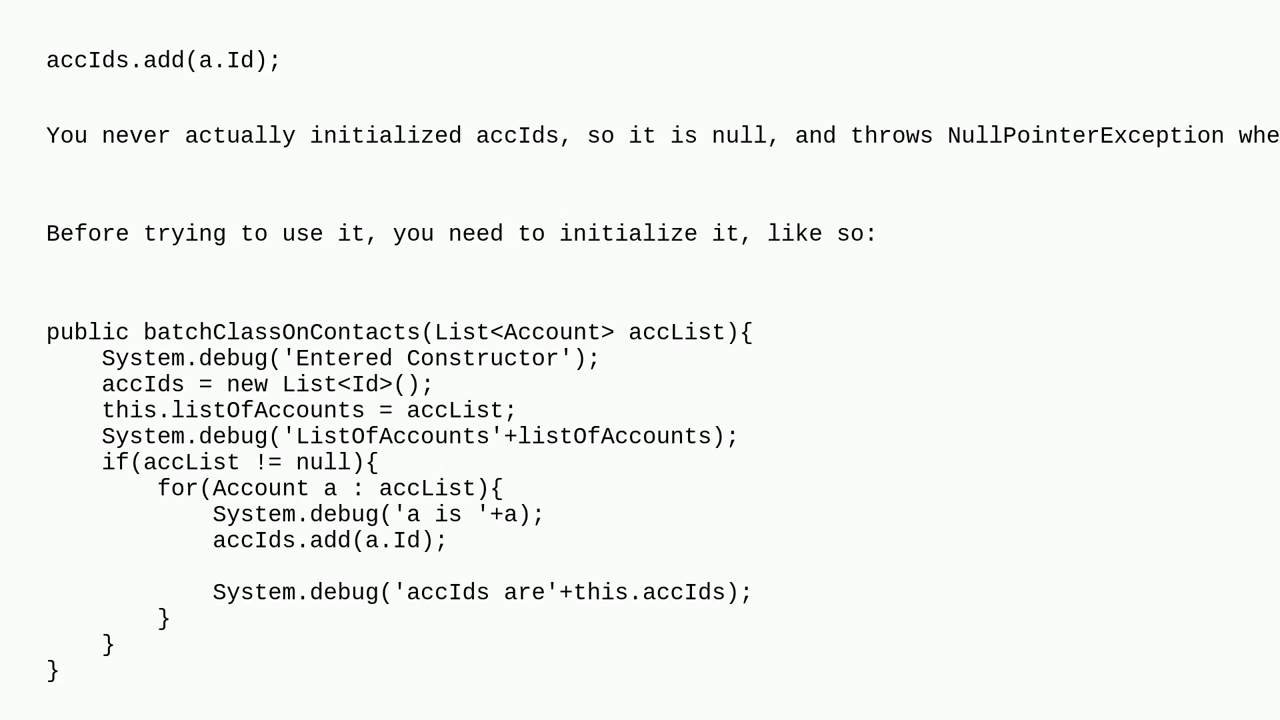 accIds.add(a.Id);
You never actually initialized accIds, so it is null, and throws NullPointerException whe
Before trying to use it, you need to initialize it, like so:
public batchClassOnContacts(List<Account> accList){
    System.debug('Entered Constructor');
    accIds = new List<Id>();
    this.listOfAccounts = accList;
    System.debug('ListOfAccounts'+listOfAccounts);
    if(accList != null){
        for(Account a : accList){
            System.debug('a is '+a);
            accIds.add(a.Id);
            System.debug('accIds are'+this.accIds);
        }
    }
}